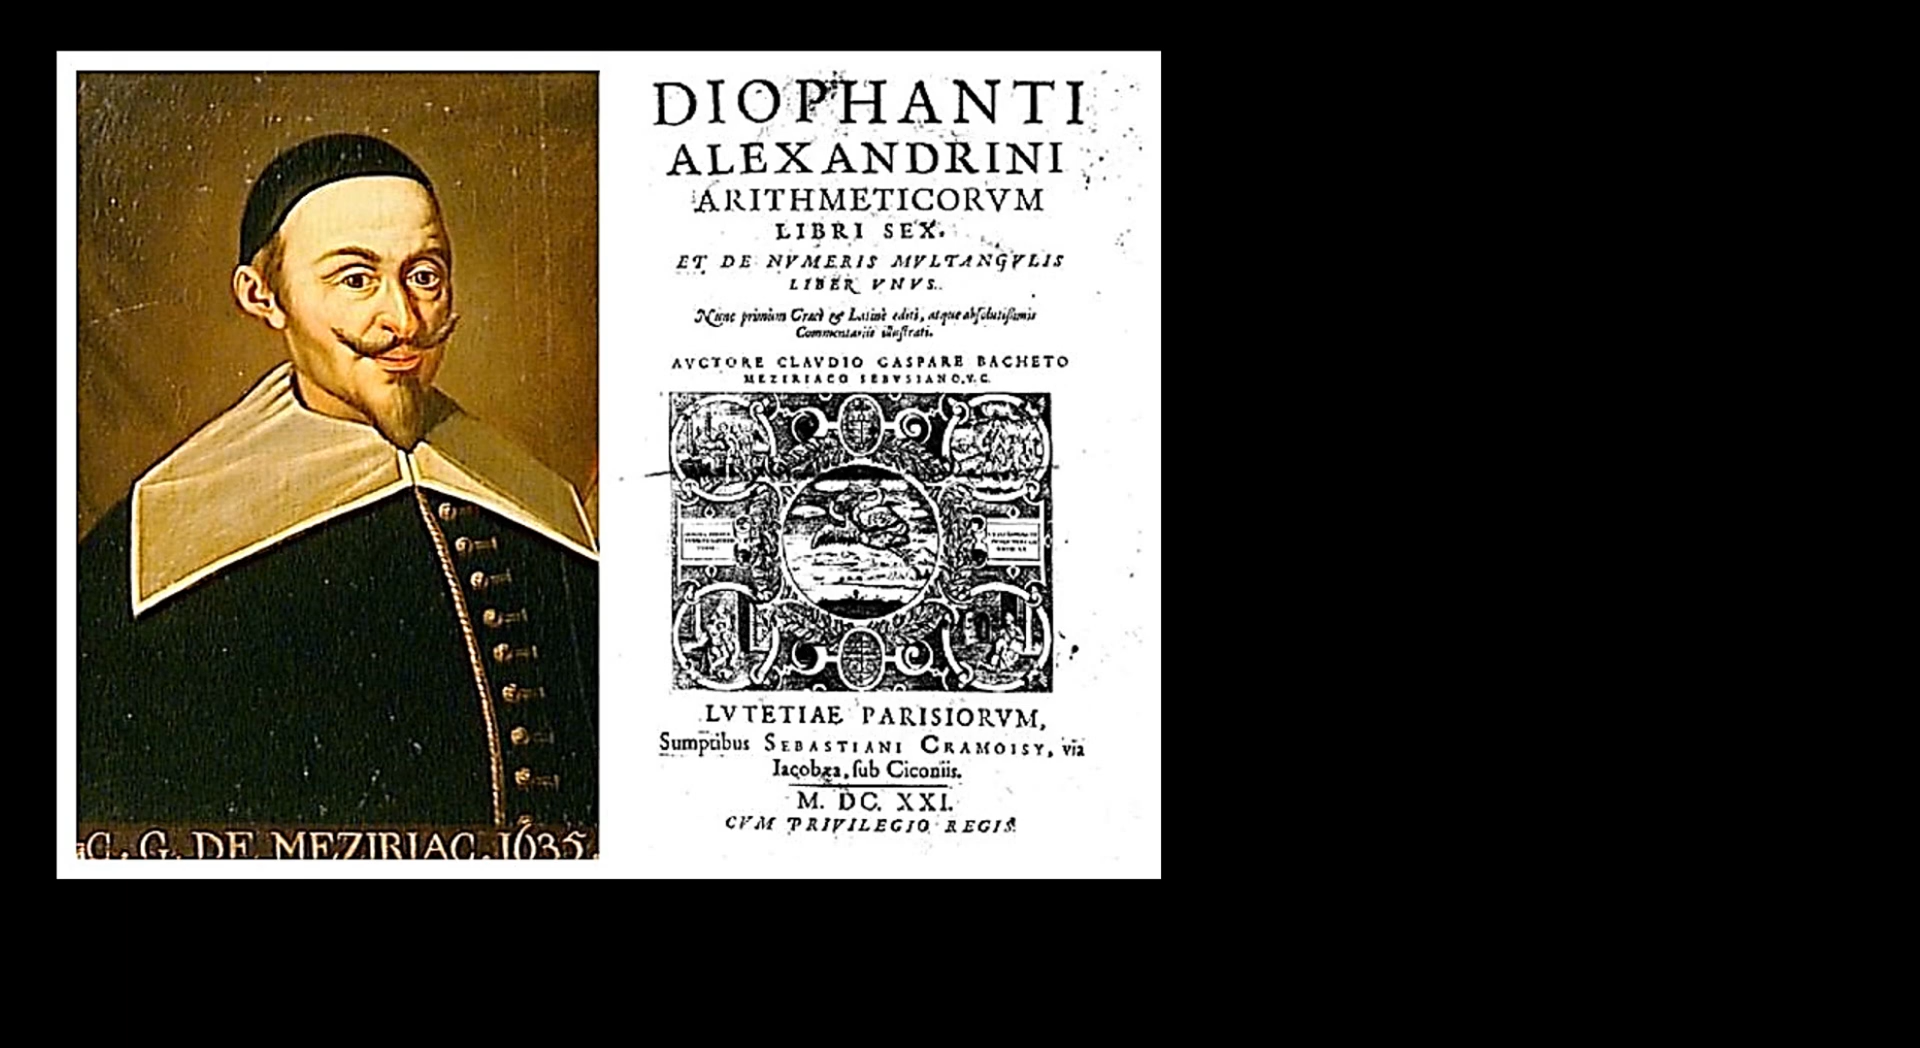 C. G. DE MEZIRIAC. 1635.
DIOPHANTI
ALEXANDRINI
ARITHMETICORVM
LIBRI SEX.
ET DE NVMERIS MVLTANGVLIS
LIBER VNVS.
Nunc primùm Græcè & Latinè editi, atque absolutißimis
Commentariis illustrati.
AVCTORE CLAVDIO GASPARE BACHETO
MEZIRIACO SEBVSIANO, V.C.
LVTETIAE PARISIORVM,
Sumptibus SEBASTIANI CRAMOISY, via
Iacobæa, sub Ciconiis.
M. DC. XXI.
CVM PRIVILEGIO REGIS.